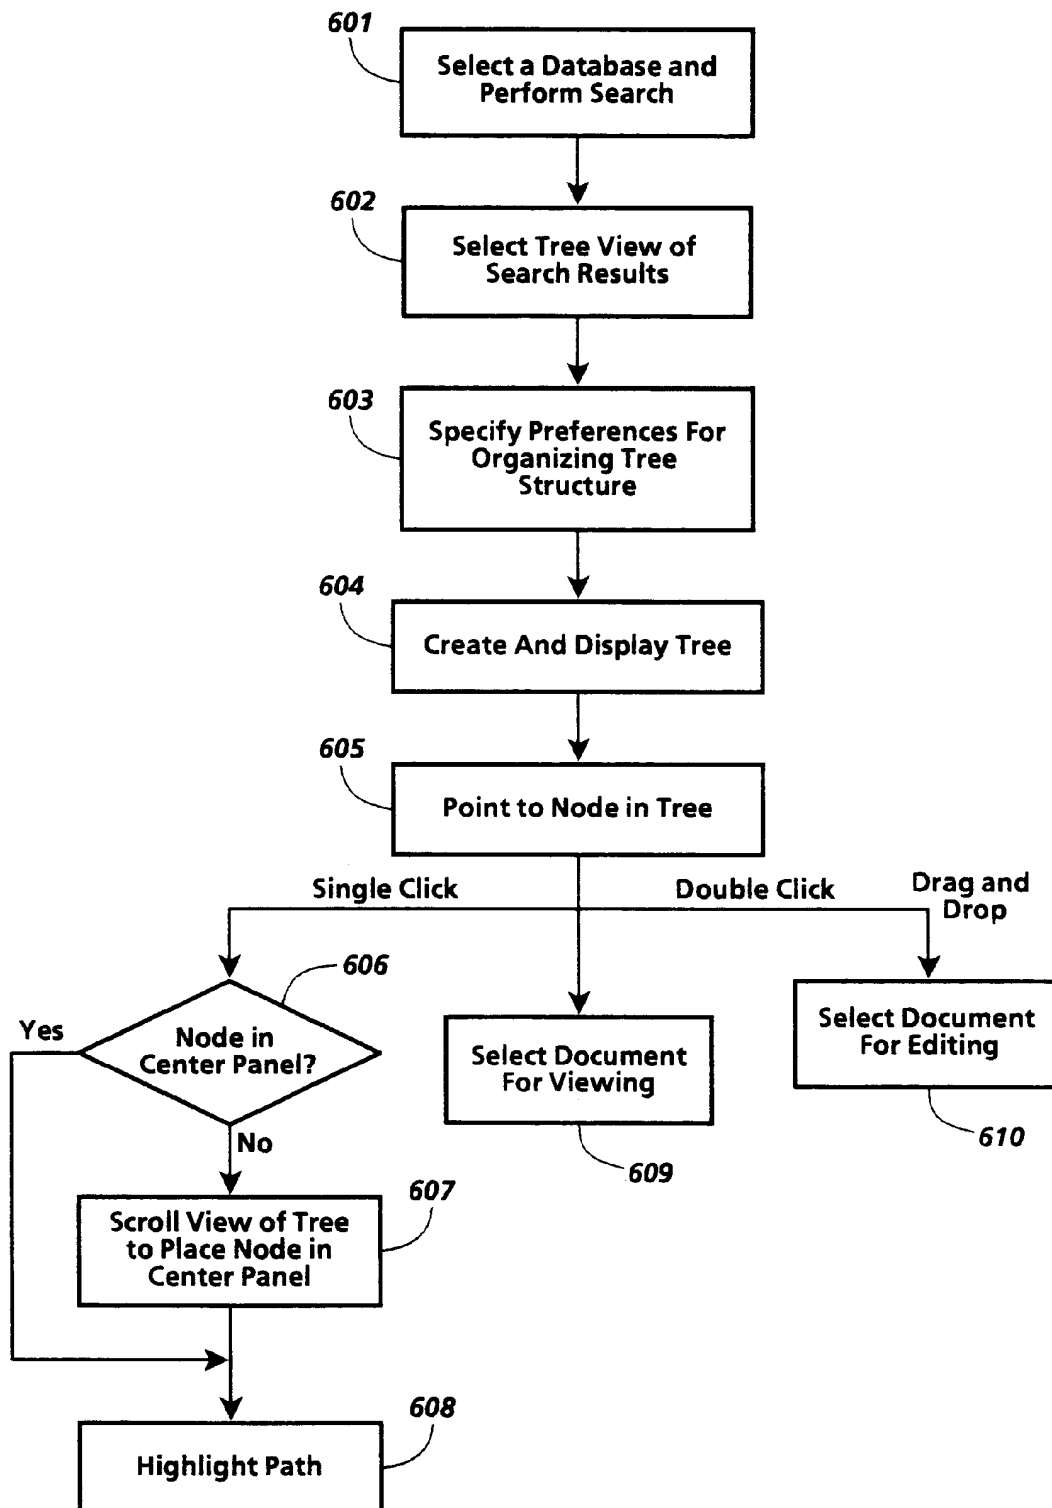 601
Select a Database and
Perform Search
602
Select Tree View of
Search Results
603
Specify Preferences For
Organizing Tree
Structure
604
Create And Display Tree
605
Point to Node in Tree
Single Click
Double Click
Drag and
Drop
606
Yes
Node in
Center Panel?
Select Document
For Viewing
Select Document
For Editing
No
609
610
607
Scroll View of Tree
to Place Node in
Center Panel
608
Highlight Path